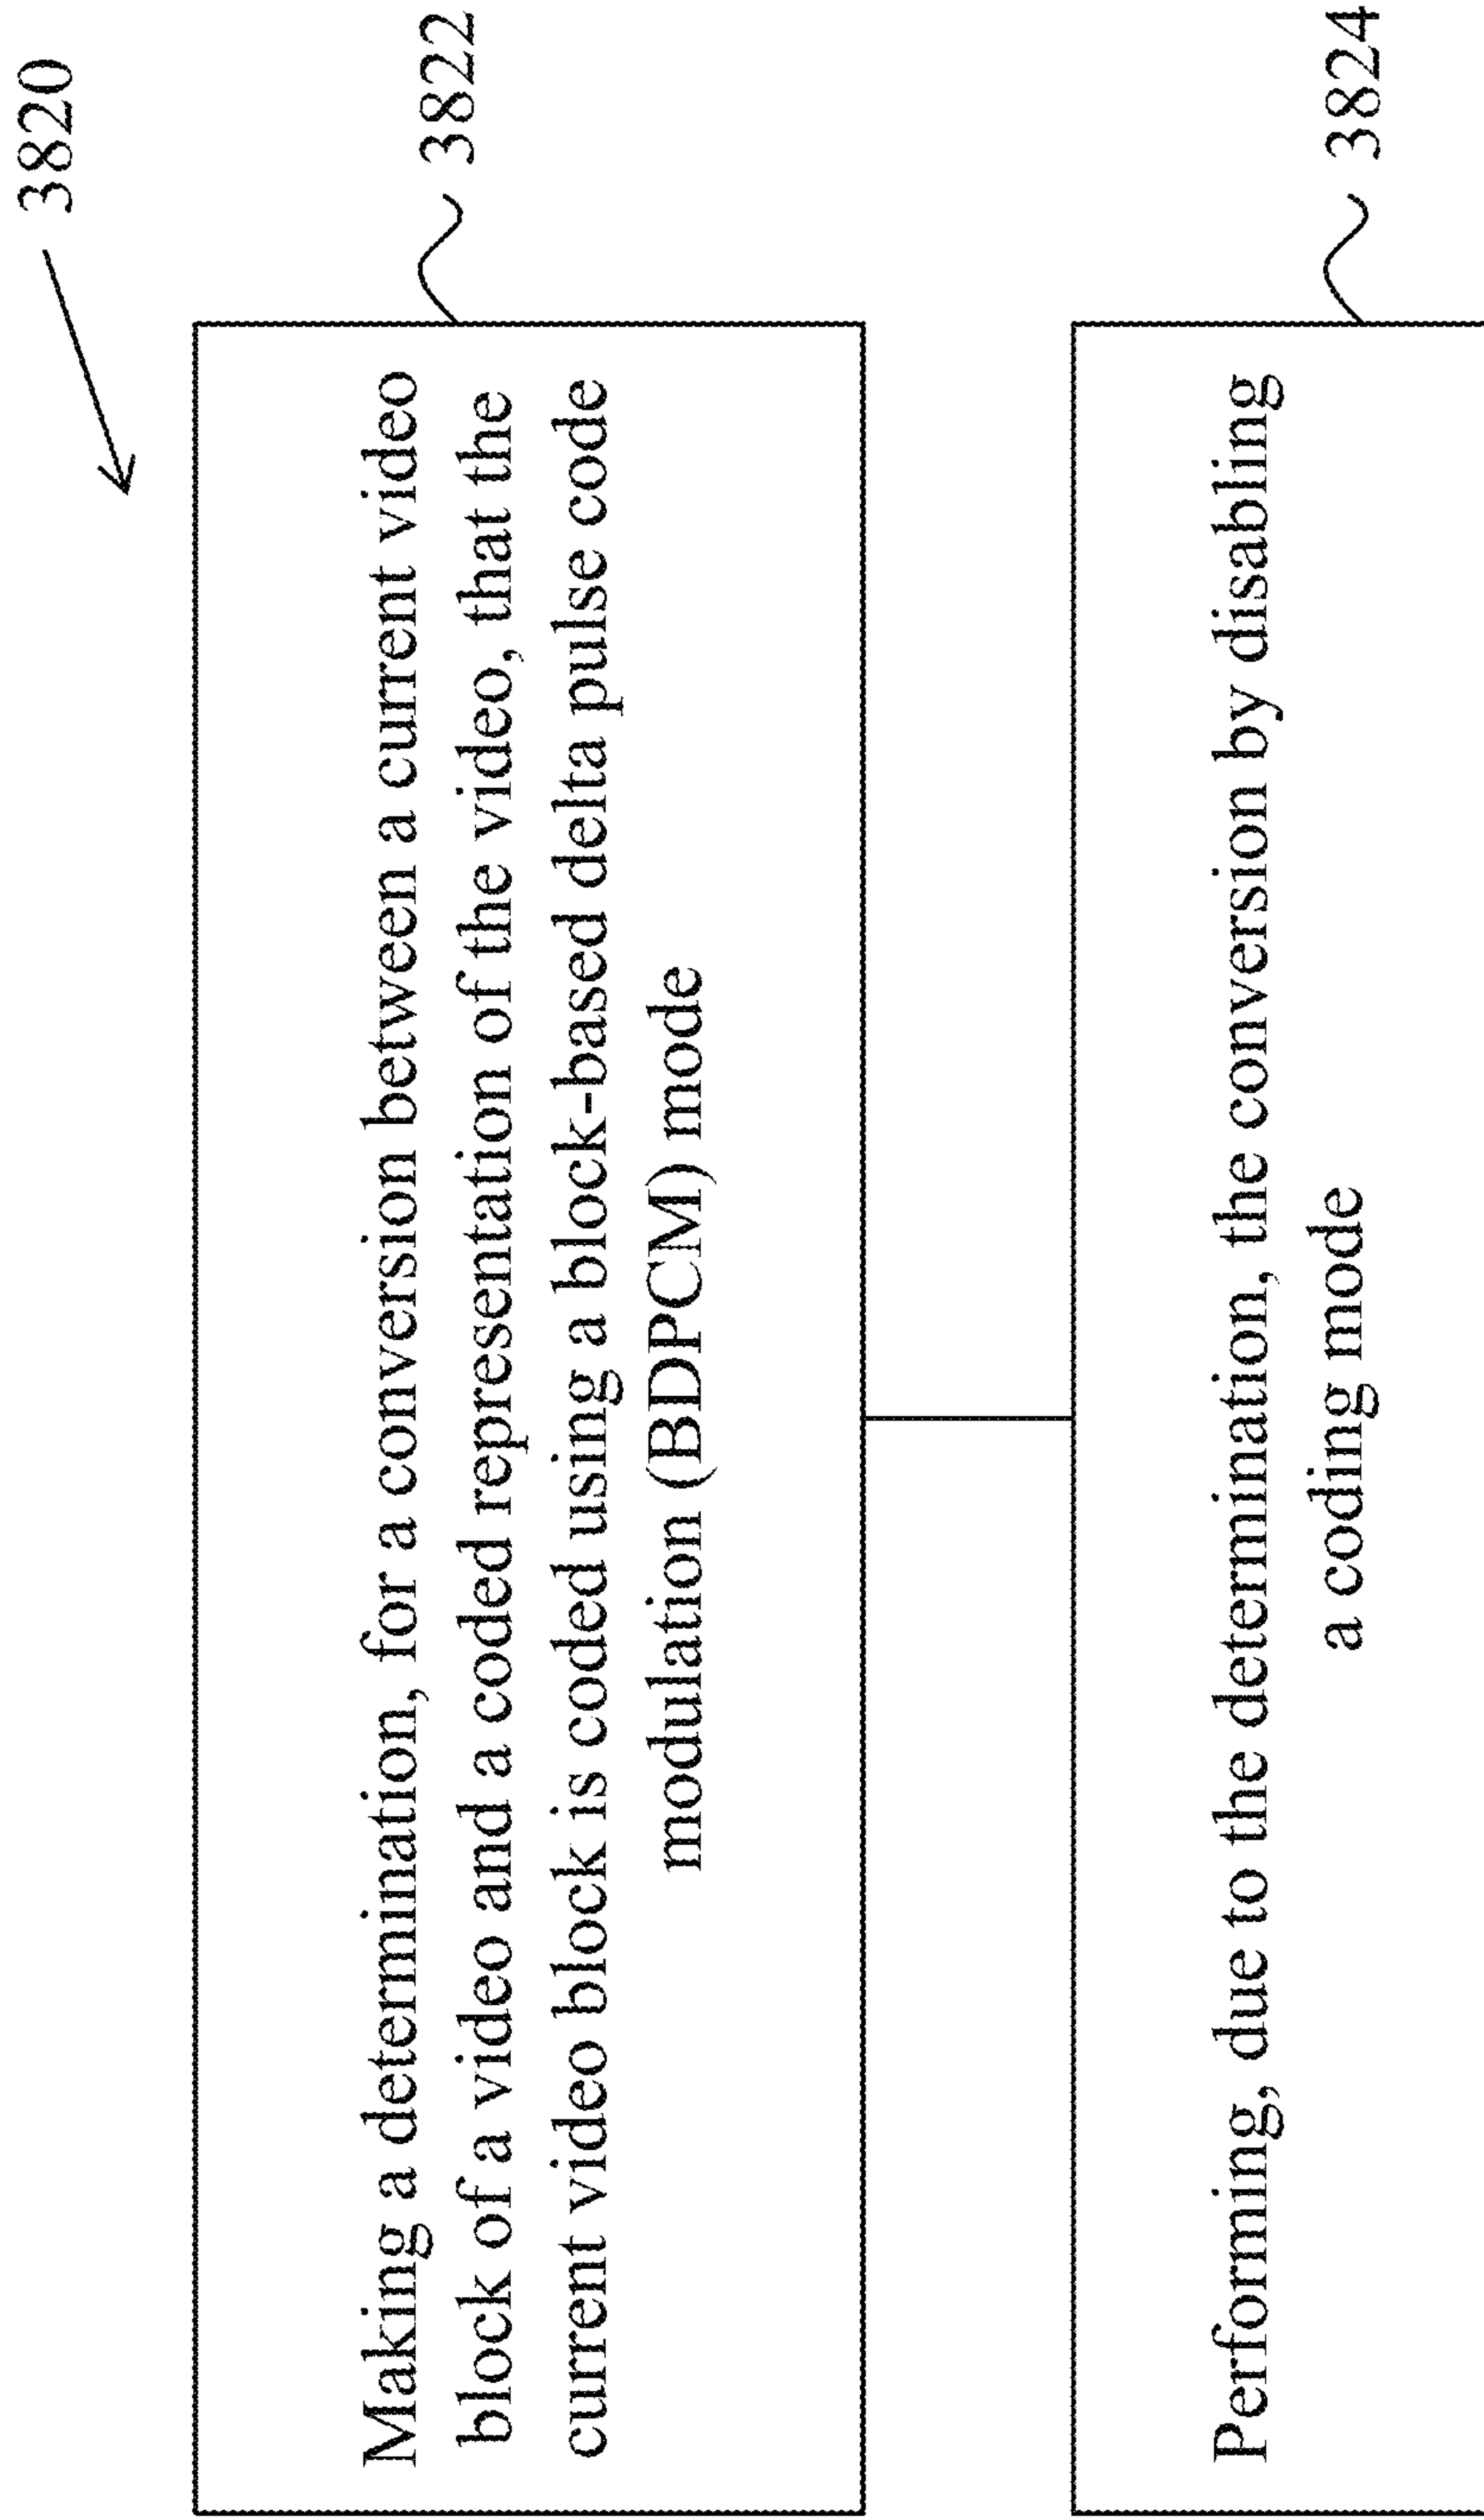 3820
Making a determination, for a conversion between a current video
block of a video and a coded representation of the video, that the
current video block is coded using a block-based delta pulse code
modulation (BDPCM) mode
3822
Performing, due to the determination, the conversion by disabling
a coding mode
3824